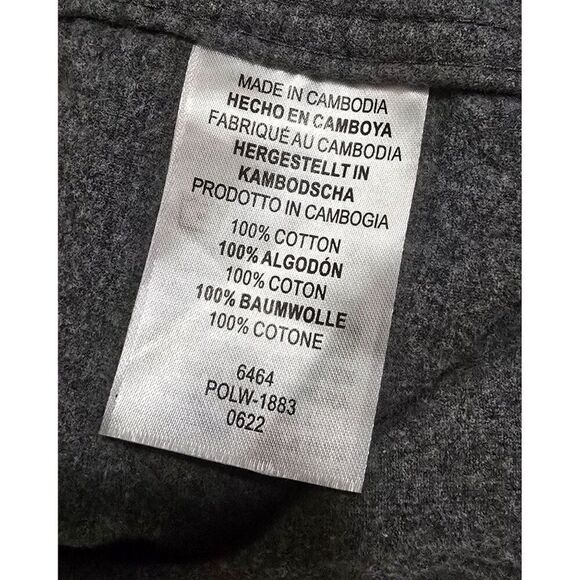 MADE IN CAMBODIA
HECHO EN CAMBOYA
FABRIQUÉ AU CAMBODIA
HERGESTELLT IN
KAMBODSCHA
PRODOTTO IN CAMBOGIA
100% COTTON
100% ALGODÓN
100% COTON
100% BAUMWOLLE
100% COTONE
6464
POLW-1883
0622